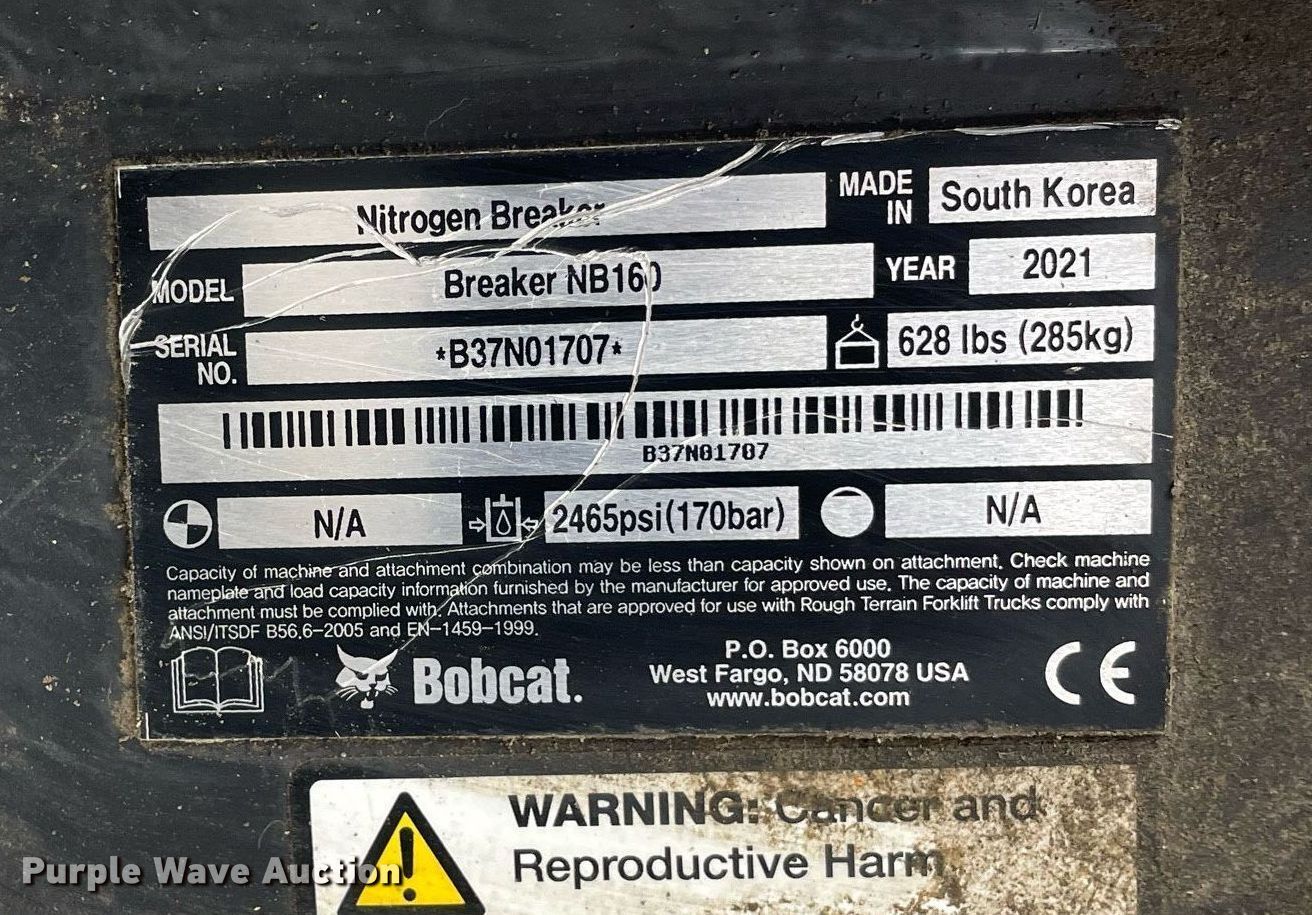 Nitrogen Breaker
MADE IN South Korea
MODEL Breaker NB160
YEAR 2021
SERIAL NO. *B37N01707*
628 lbs (285kg)
B37N01707
N/A
2465psi(170bar)
N/A
Capacity of machine and attachment combination may be less than capacity shown on attachment. Check machine
nameplate and load capacity information furnished by the manufacturer for approved use. The capacity of machine and
attachment must be complied with. Attachments that are approved for use with Rough Terrain Forklift Trucks comply with
ANSI/ITSDF B56.6-2005 and EN-1459-1999.
Bobcat.
P.O. Box 6000
West Fargo, ND 58078 USA
www.bobcat.com
CE
WARNING: Cancer and
Reproductive Harm
Purple Wave Auction